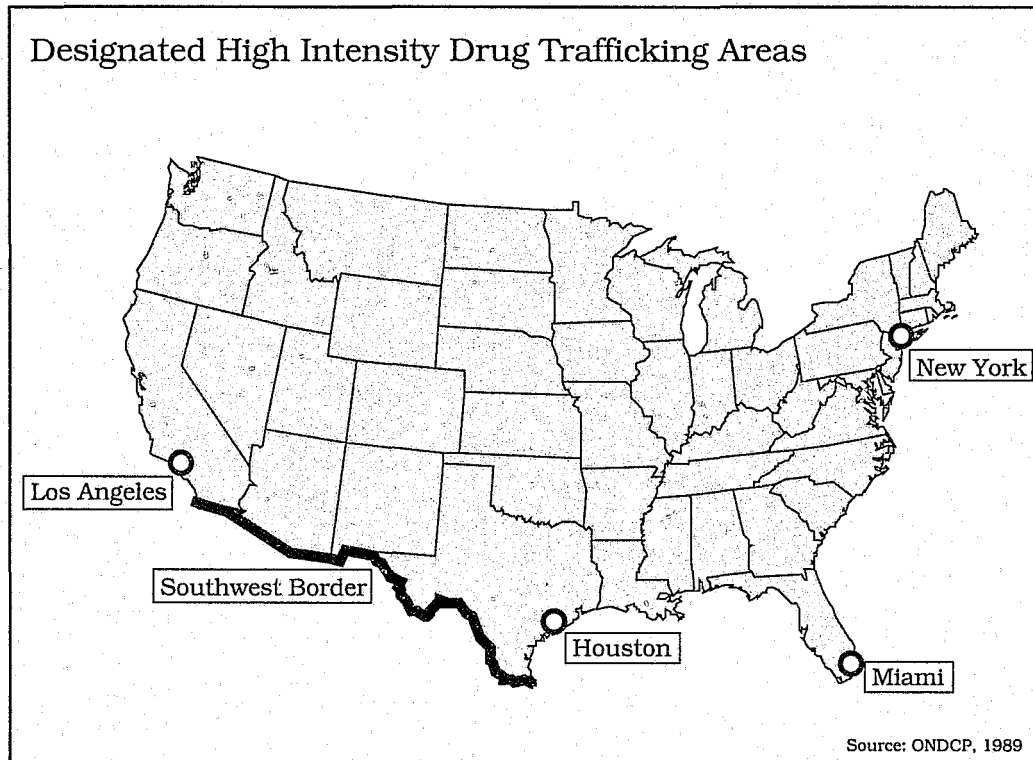 Designated High Intensity Drug Trafficking Areas
New York
Los Angeles
Southwest Border
Houston
Miami
Source: ONDCP, 1989